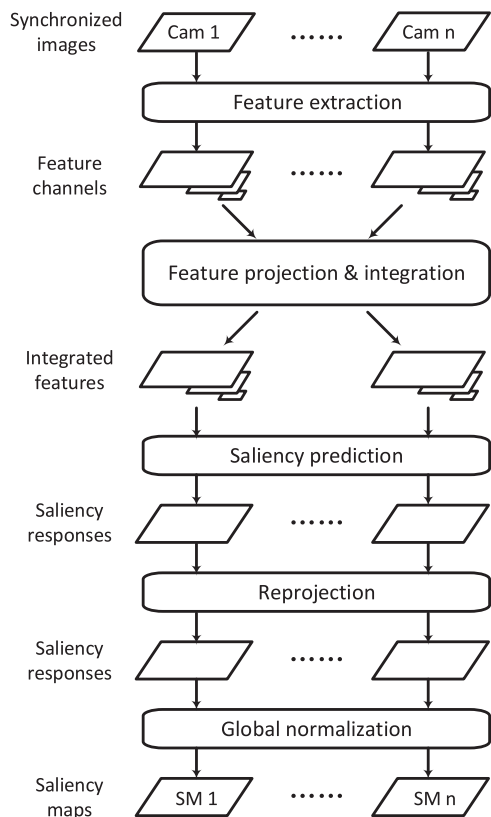 Synchronized
images
Cam 1
......
Cam n
Feature extraction
Feature
channels
......
Feature projection & integration
Integrated
features
Saliency prediction
Saliency
responses
......
Reprojection
Saliency
responses
......
Global normalization
Saliency
maps
SM 1
......
SM n